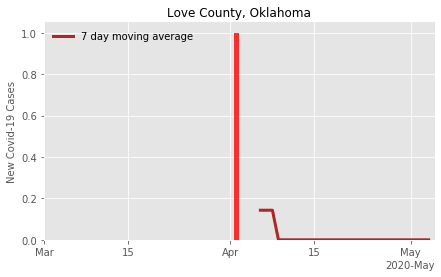 Love County, Oklahoma
7 day moving average
New Covid-19 Cases
1.0
0.8
0.6
0.4
0.2
0.0
Mar 15 Apr 15 May
2020-May